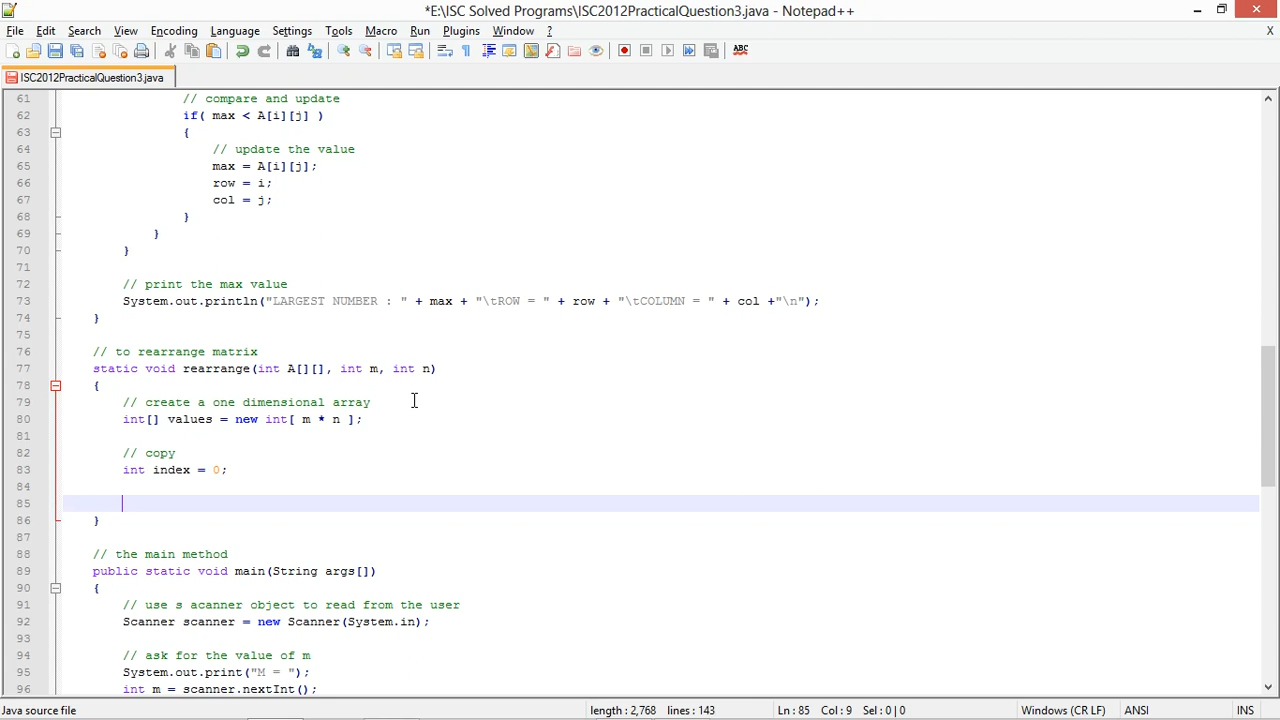 *E:\ISC Solved Programs\ISC2012PracticalQuestion3.java - Notepad++
File Edit Search View Encoding Language Settings Tools Macro Run Plugins Window ? X
ABC
ISC2012PracticalQuestion3.java
61 // compare and update
62 if( max < A[i][j] )
63 {
64 // update the value
65 max = A[i][j];
66 row = i;
67 col = j;
68 }
69 }
70 }
71
72 // print the max value
73 System.out.println("LARGEST NUMBER : " + max + "\tROW = " + row + "\tCOLUMN = " + col +"\n");
74 }
75
76 // to rearrange matrix
77 static void rearrange(int A[][], int m, int n)
78 {
79 // create a one dimensional array
80 int[] values = new int[ m * n ];
81
82 // copy
83 int index = 0;
84
85
86 }
87
88 // the main method
89 public static void main(String args[])
90 {
91 // use s acanner object to read from the user
92 Scanner scanner = new Scanner(System.in);
93
94 // ask for the value of m
95 System.out.print("M = ");
96 int m = scanner.nextInt();
Java source file length : 2,768 lines : 143 Ln : 85 Col : 9 Sel : 0 | 0 Windows (CR LF) ANSI INS